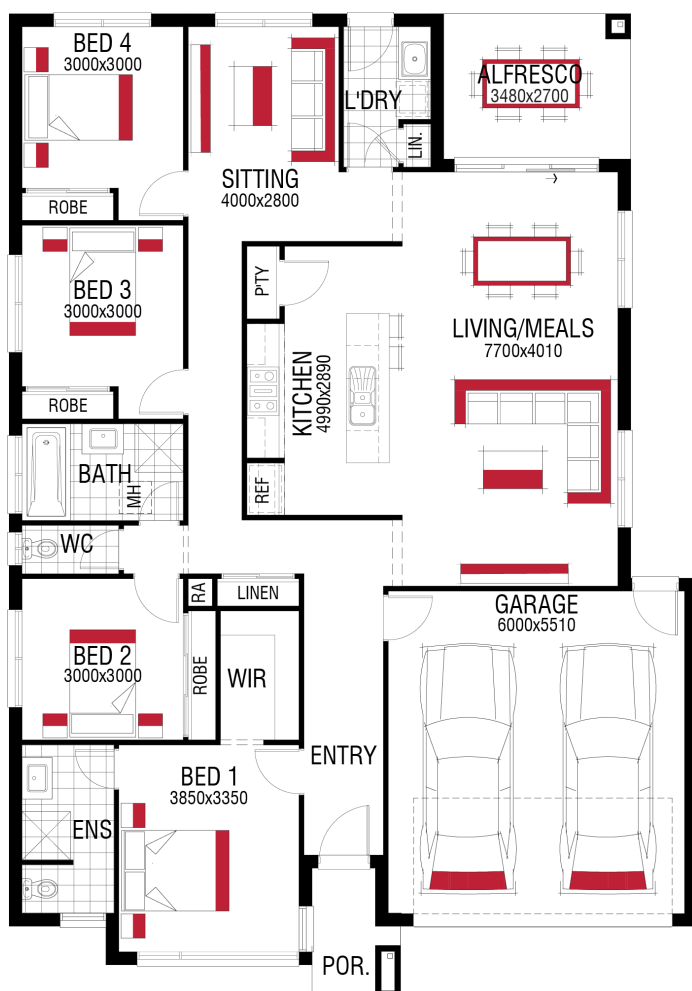 BED 4
3000x3000
ALFRESCO
3480x2700
L'DRY
LIN.
SITTING
4000x2800
ROBE
P'TY
BED 3
3000x3000
LIVING/MEALS
7700x4010
KITCHEN
4990x2890
ROBE
BATH
MH
REF
WC
RA
LINEN
GARAGE
6000x5510
BED 2
3000x3000
ROBE
WIR
ENTRY
BED 1
3850x3350
ENS
POR.